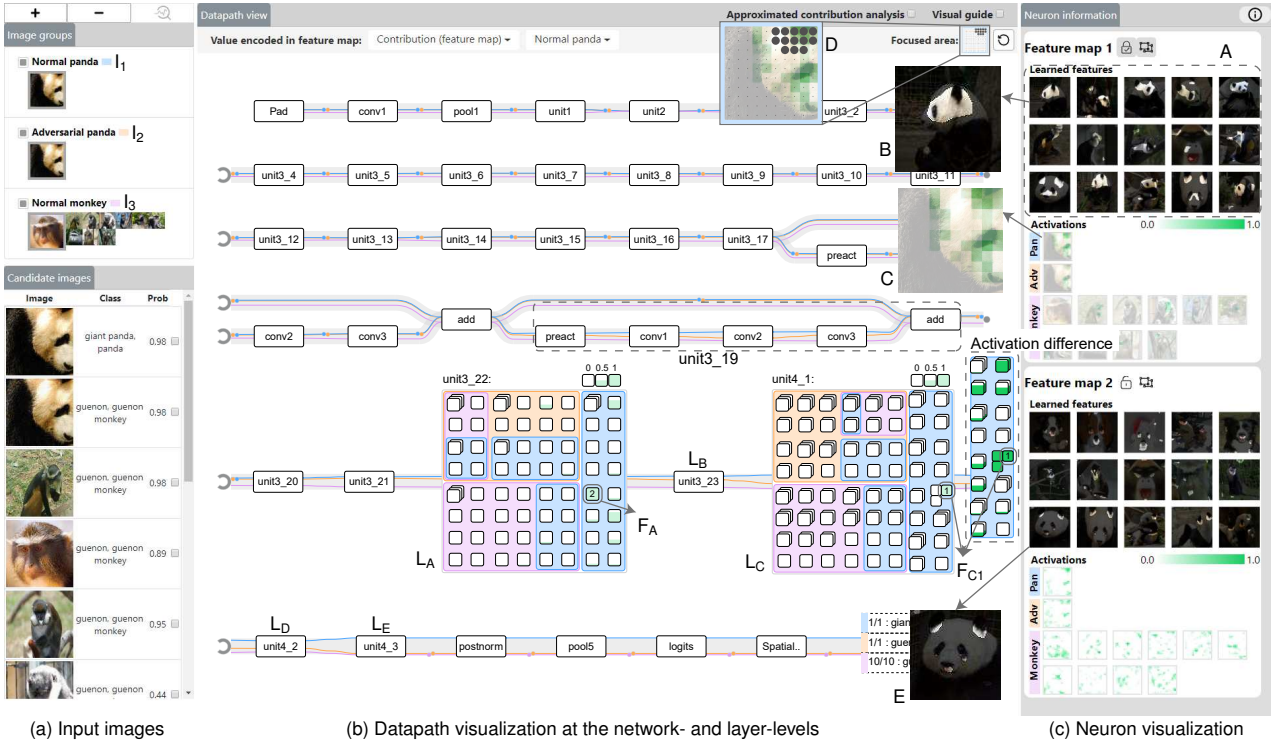 +
−
Image groups
Normal panda
I1
Adversarial panda
I2
Normal monkey
I3
Candidate images
Image Class Prob
giant panda, panda 0.98
guenon, guenon monkey 0.98
guenon, guenon monkey 0.98
guenon, guenon monkey 0.89
guenon, guenon monkey 0.95
guenon, guenon monkey 0.44
(a) Input images
Datapath view
Approximated contribution analysis Visual guide
Value encoded in feature map: Contribution (feature map) Normal panda Focused area:
D
Pad conv1 pool1 unit1 unit2 unit3_2
B
unit3_4 unit3_5 unit3_6 unit3_7 unit3_8 unit3_9 unit3_10 unit3_11
unit3_12 unit3_13 unit3_14 unit3_15 unit3_16 unit3_17
preact
C
add add
conv2 conv3 preact conv1 conv2 conv3
unit3_19
Activation difference
unit3_22: 0 0.5 1
unit4_1: 0 0.5 1
1
LB
unit3_20 unit3_21 unit3_23
2
1
FA
LA
LC
FC1
LD LE
unit4_2 unit4_3 postnorm pool5 logits Spatial..
1/1 : gian
1/1 : gue
10/10 : g
E
(b) Datapath visualization at the network- and layer-levels
Neuron information
Feature map 1
A
Learned features
Activations 0.0 1.0
Pan
Adv
nkey
Feature map 2
Learned features
Activations 0.0 1.0
Pan
Adv
Monkey
(c) Neuron visualization